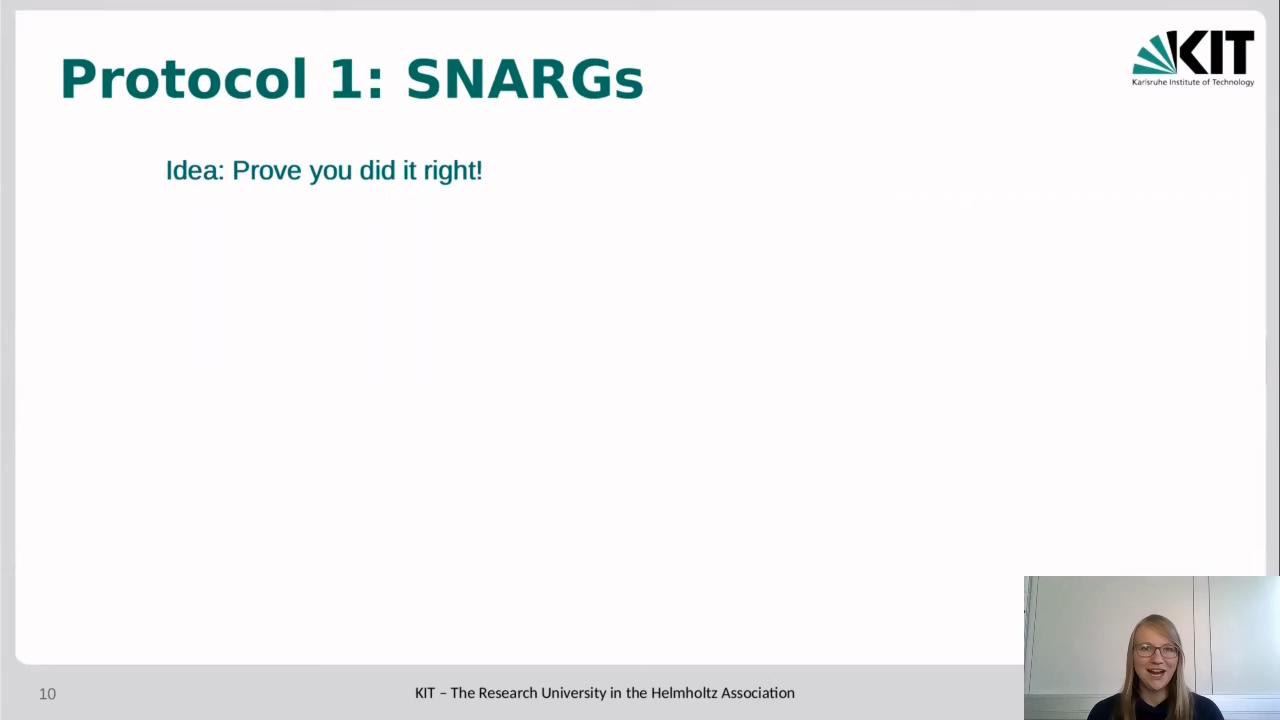 Protocol 1: SNARGs
KIT
Karlsruhe Institute of Technology
Idea: Prove you did it right!
10
KIT – The Research University in the Helmholtz Association